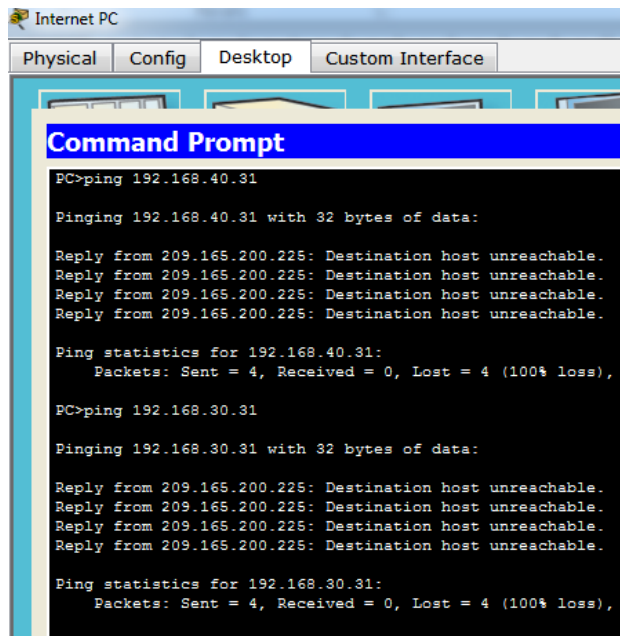 Internet PC
Physical Config Desktop Custom Interface
Command Prompt
PC>ping 192.168.40.31
Pinging 192.168.40.31 with 32 bytes of data:
Reply from 209.165.200.225: Destination host unreachable.
Reply from 209.165.200.225: Destination host unreachable.
Reply from 209.165.200.225: Destination host unreachable.
Reply from 209.165.200.225: Destination host unreachable.
Ping statistics for 192.168.40.31:
Packets: Sent = 4, Received = 0, Lost = 4 (100% loss),
PC>ping 192.168.30.31
Pinging 192.168.30.31 with 32 bytes of data:
Reply from 209.165.200.225: Destination host unreachable.
Reply from 209.165.200.225: Destination host unreachable.
Reply from 209.165.200.225: Destination host unreachable.
Reply from 209.165.200.225: Destination host unreachable.
Ping statistics for 192.168.30.31:
Packets: Sent = 4, Received = 0, Lost = 4 (100% loss),